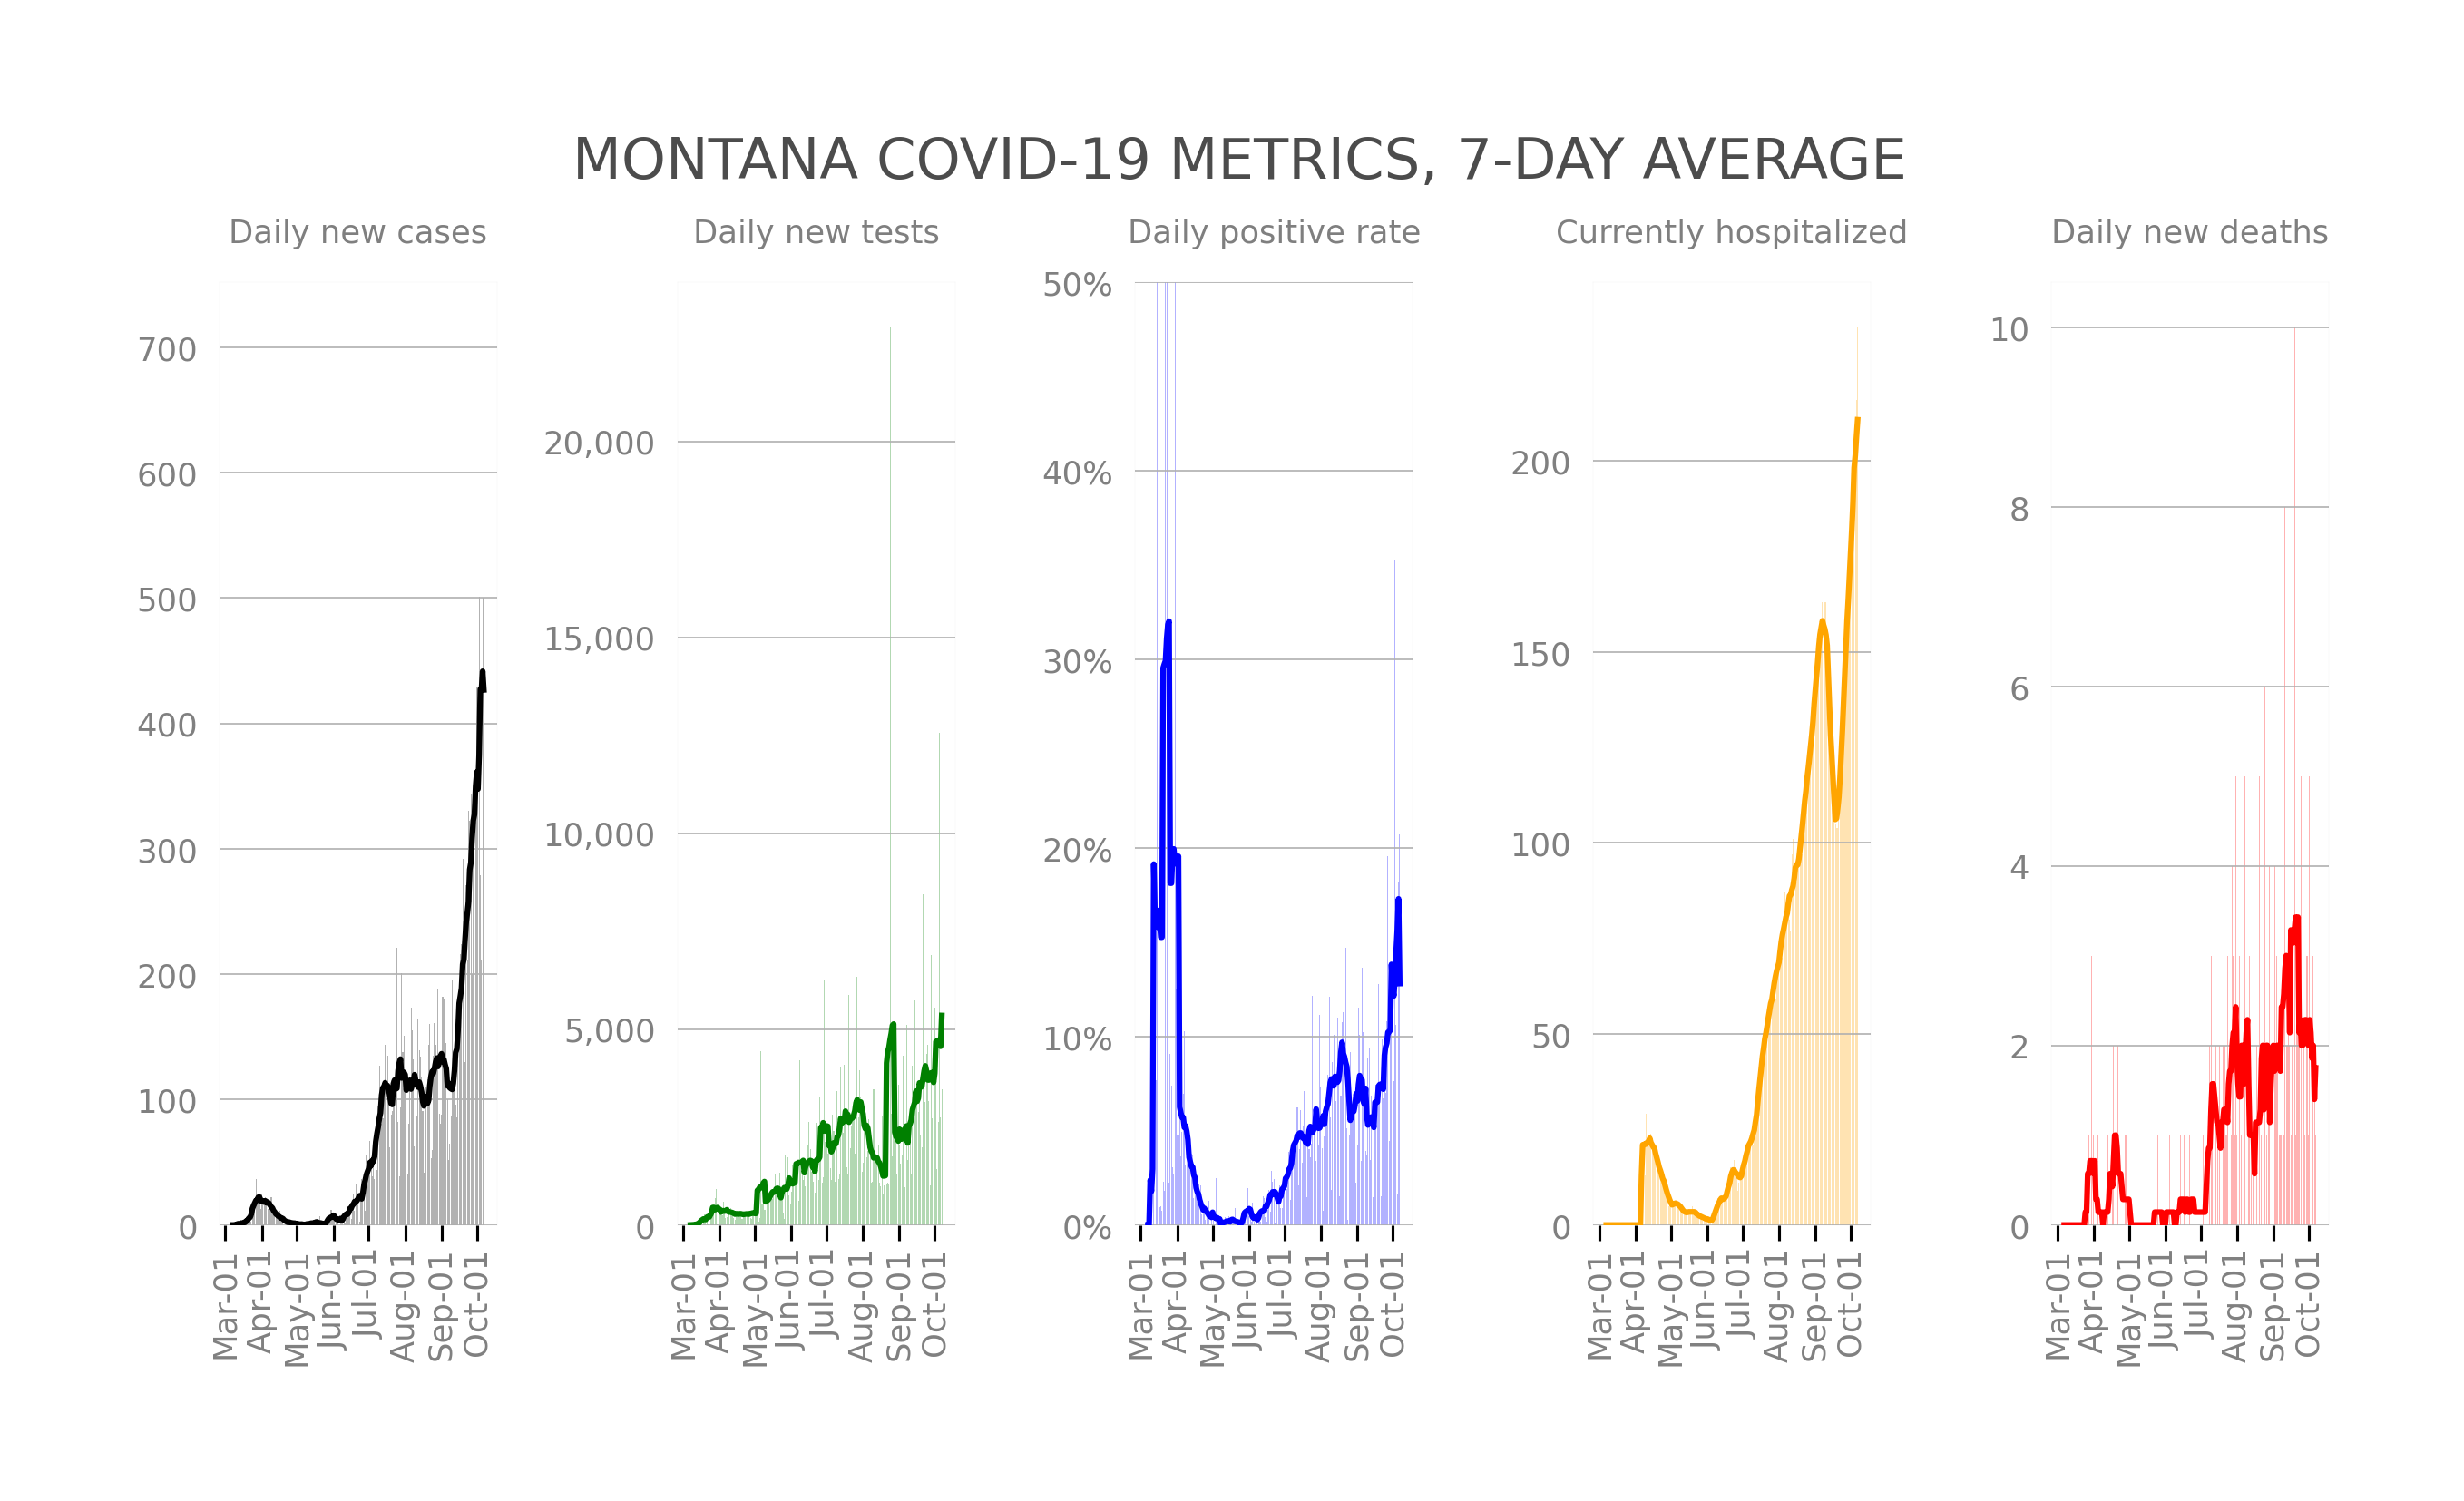 MONTANA COVID-19 METRICS, 7-DAY AVERAGE
Daily new cases
700
600
500
400
300
200
100
0
Mar-01
Apr-01
May-01
Jun-01
Jul-01
Aug-01
Sep-01
Oct-01
Daily new tests
20,000
15,000
10,000
5,000
0
Mar-01
Apr-01
May-01
Jun-01
Jul-01
Aug-01
Sep-01
Oct-01
Daily positive rate
50%
40%
30%
20%
10%
0%
Mar-01
Apr-01
May-01
Jun-01
Jul-01
Aug-01
Sep-01
Oct-01
Currently hospitalized
200
150
100
50
0
Mar-01
Apr-01
May-01
Jun-01
Jul-01
Aug-01
Sep-01
Oct-01
Daily new deaths
10
8
6
4
2
0
Mar-01
Apr-01
May-01
Jun-01
Jul-01
Aug-01
Sep-01
Oct-01